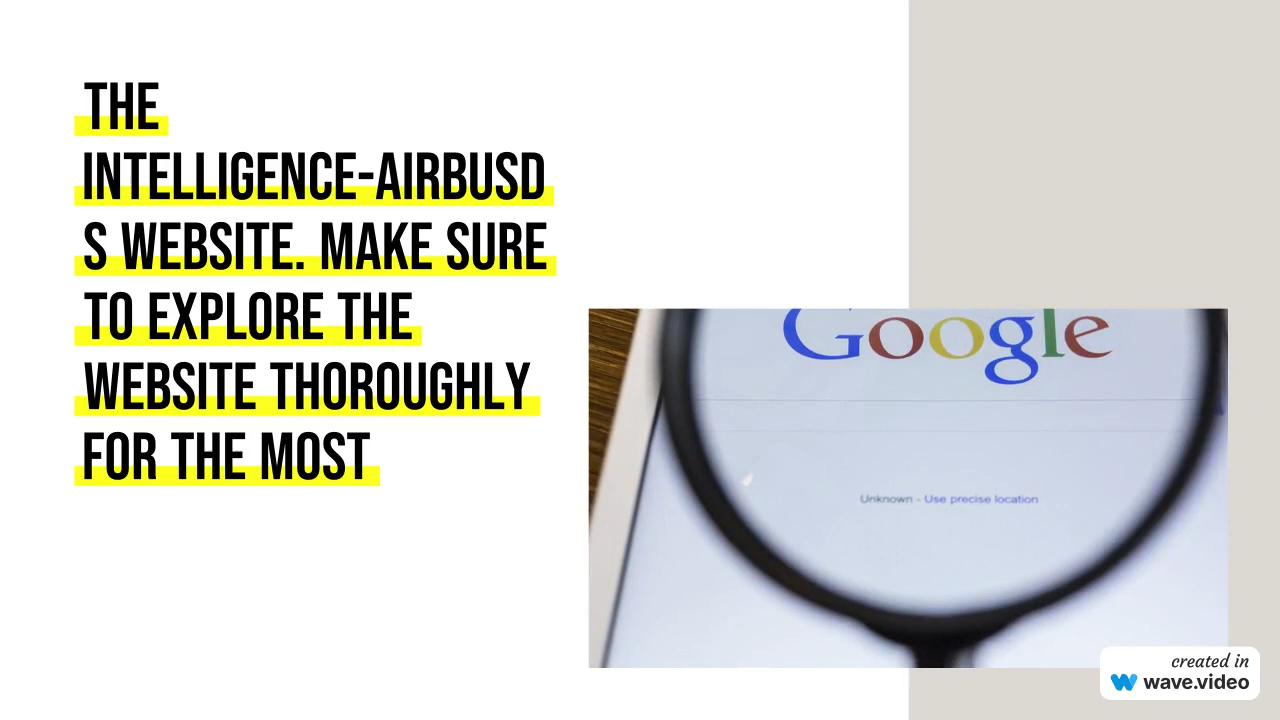 THE
INTELLIGENCE-AIRBUSD
S WEBSITE. MAKE SURE
TO EXPLORE THE
WEBSITE THOROUGHLY
FOR THE MOST
Google
Unknown - Use precise location
created in
wave.video